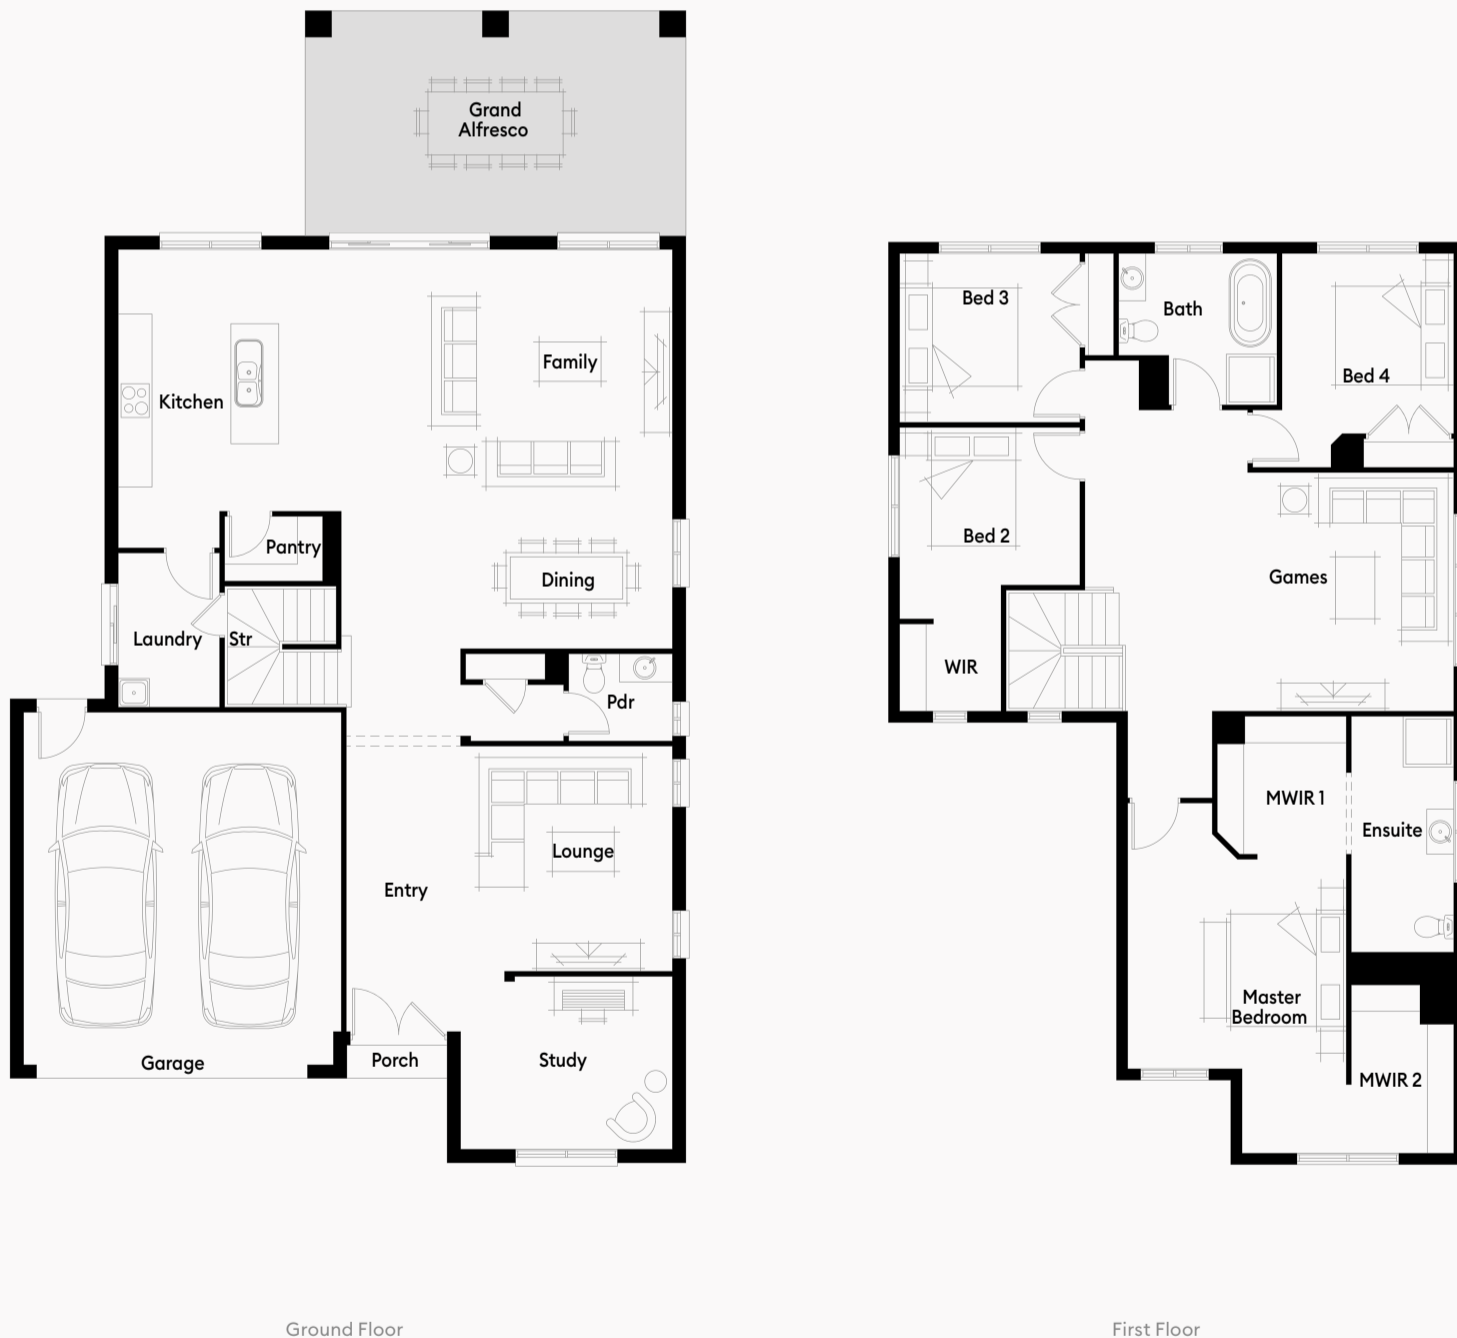 Grand
Alfresco
Family
Kitchen
Pantry
Dining
Laundry
Str
Pdr
Lounge
Entry
Garage
Porch
Study
Ground Floor
Bed 3
Bath
Bed 4
Bed 2
Games
WIR
MWIR 1
Ensuite
Master
Bedroom
MWIR 2
First Floor